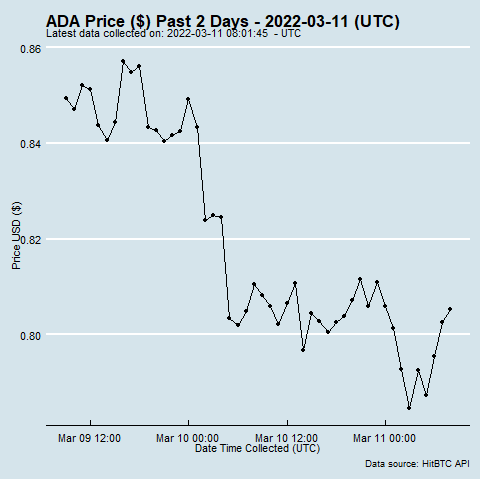 ADA Price ($) Past 2 Days - 2022-03-11 (UTC)
Latest data collected on: 2022-03-11 08:01:45 - UTC
0.86
0.84
0.82
0.80
Price USD ($)
Mar 09 12:00 Mar 10 00:00 Mar 10 12:00 Mar 11 00:00
Date Time Collected (UTC)
Data source: HitBTC API